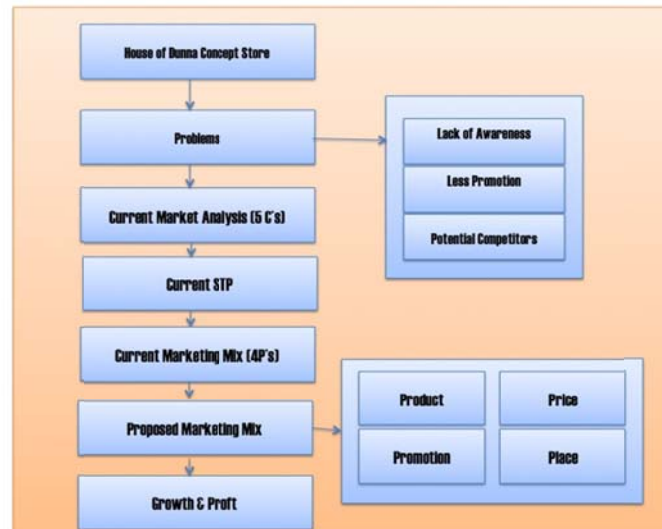 House of Dunna Concept Store
Problems
Lack of Awareness
Less Promotion
Potential Competitors
Current Market Analysis (5 C's)
Current STP
Current Marketing Mix (4P's)
Proposed Marketing Mix
Product
Price
Promotion
Place
Growth & Proft